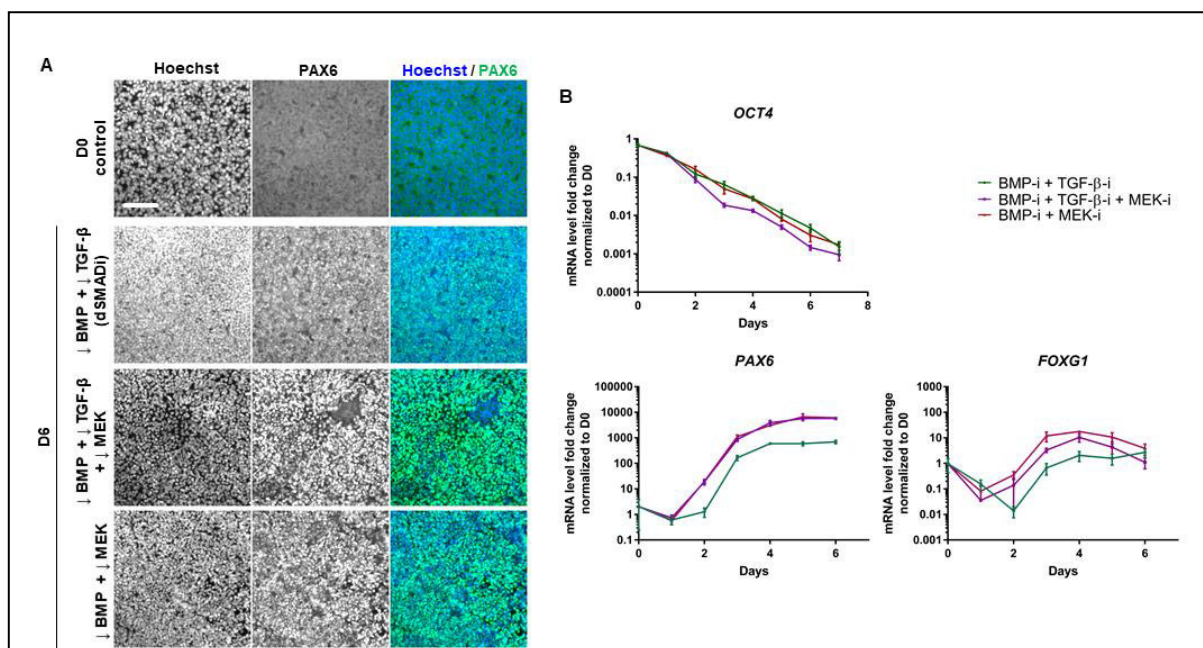 A
Hoechst
PAX6
Hoechst / PAX6
D0
control
D6
↓ BMP + ↓ TGF-β
(dSMADi)
↓ BMP + ↓ TGF-β
+ ↓ MEK
↓ BMP + ↓ MEK
B
OCT4
mRNA level fold change
normalized to D0
1
0.1
0.01
0.001
0.0001
0 2 4 6 8
Days
BMP-i + TGF-β-i
BMP-i + TGF-β-i + MEK-i
BMP-i + MEK-i
PAX6
mRNA level fold change
normalized to D0
100000
10000
1000
100
10
1
0.1
0 2 4 6
Days
FOXG1
mRNA level fold change
normalized to D0
1000
100
10
1
0.1
0.01
0.001
0 2 4 6
Days